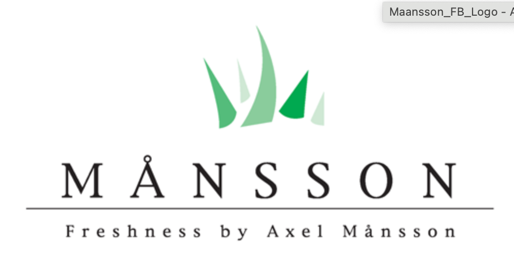 Maansson_FB_Logo - A
MÅNSSON
Freshness by Axel Månsson